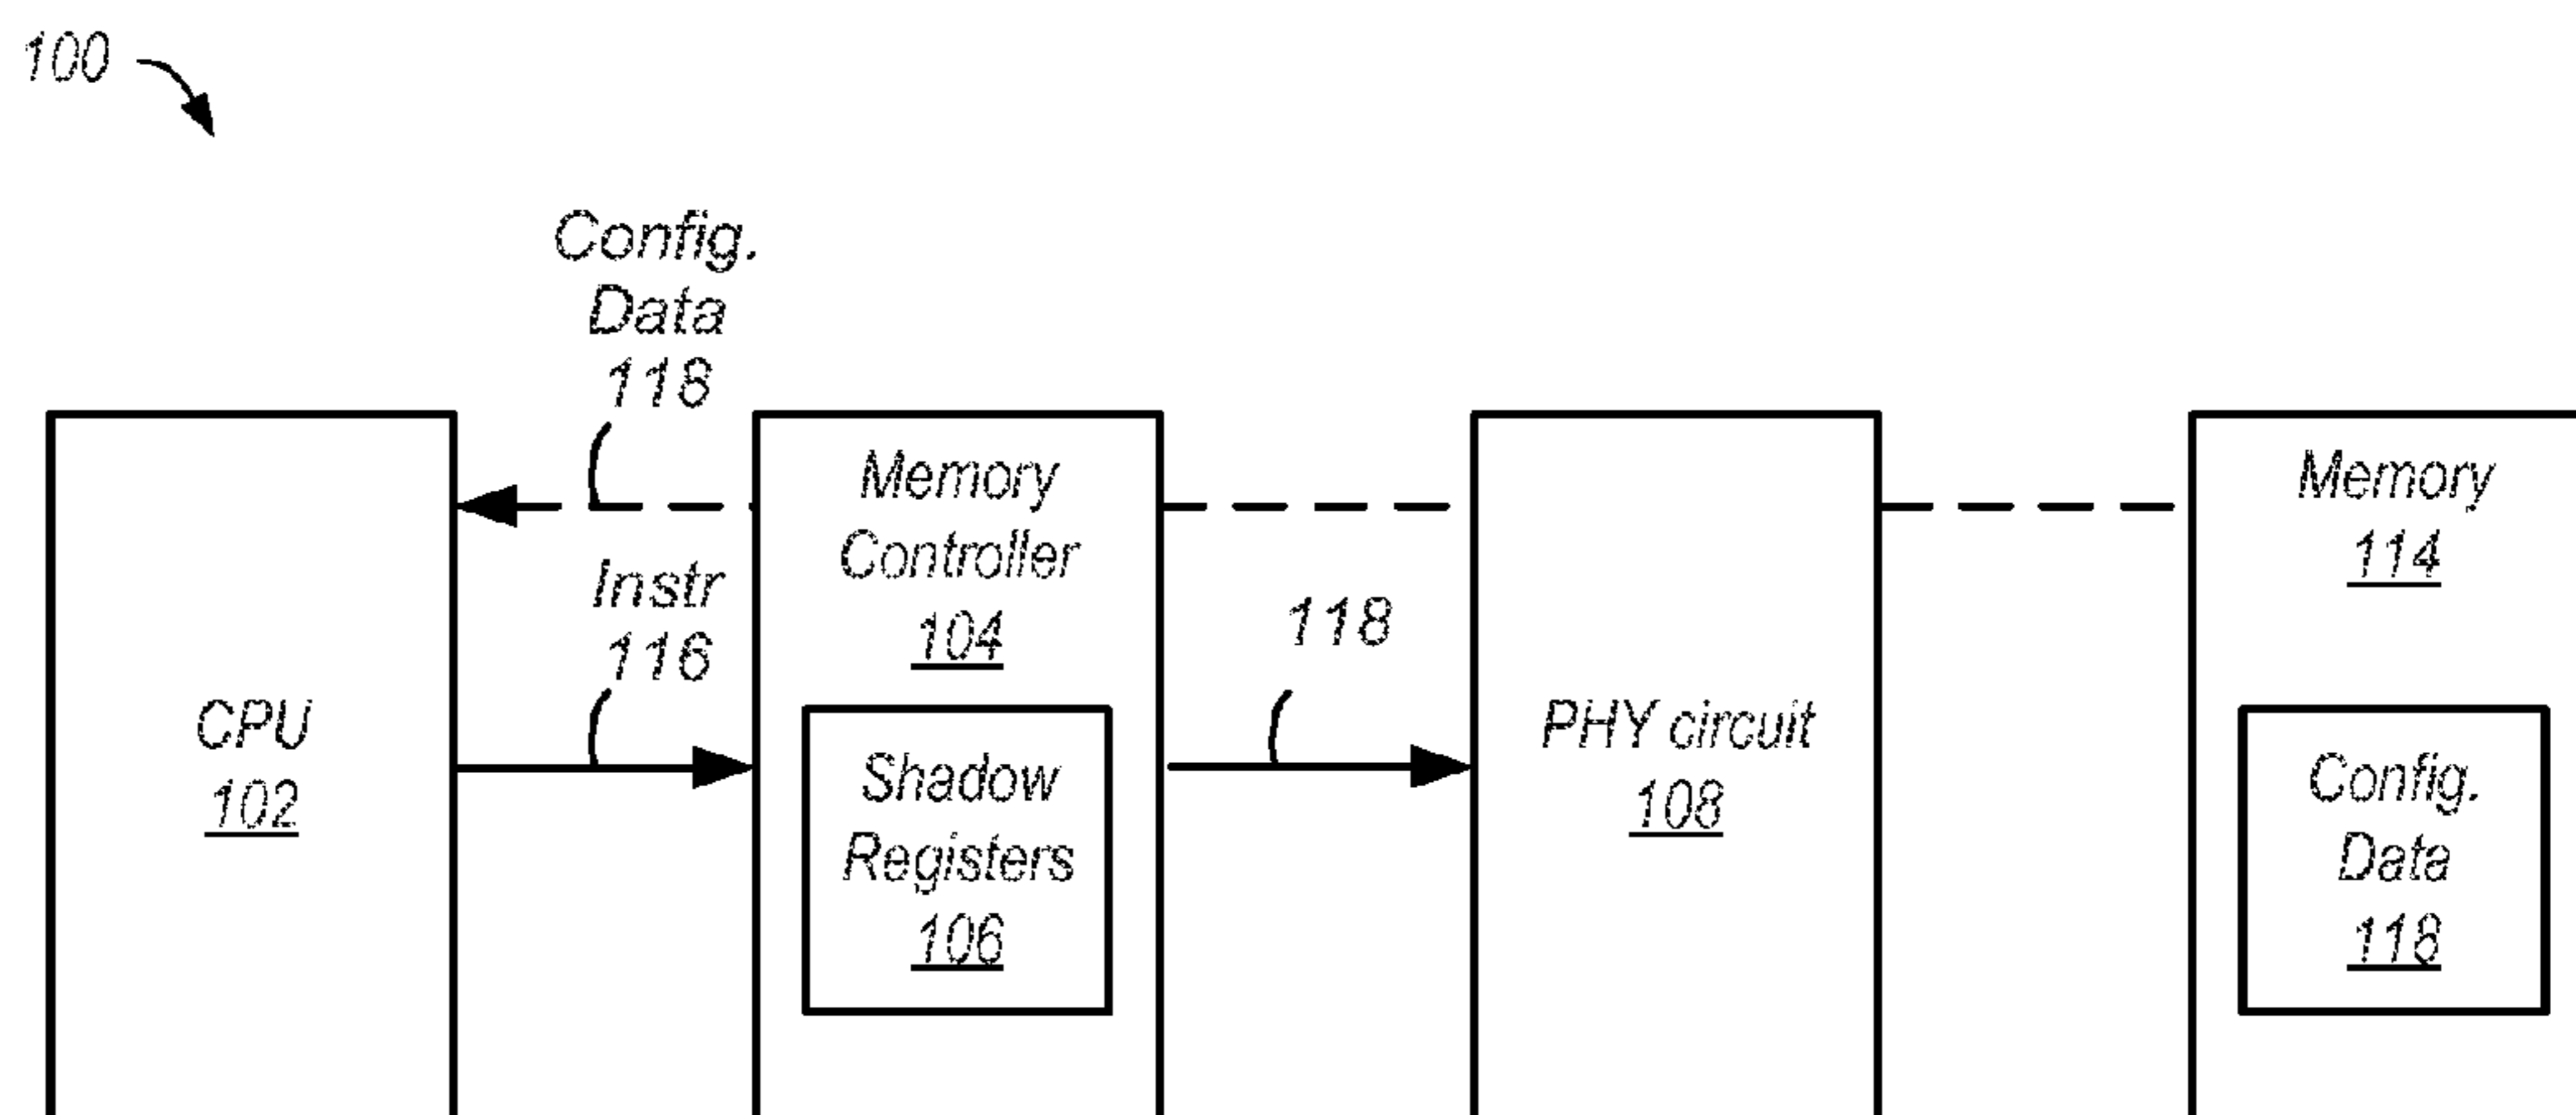 100
Config.
Data
118
CPU
102
Instr
116
Memory
Controller
104
Shadow
Registers
106
118
PHY circuit
108
Memory
114
Config.
Data
118